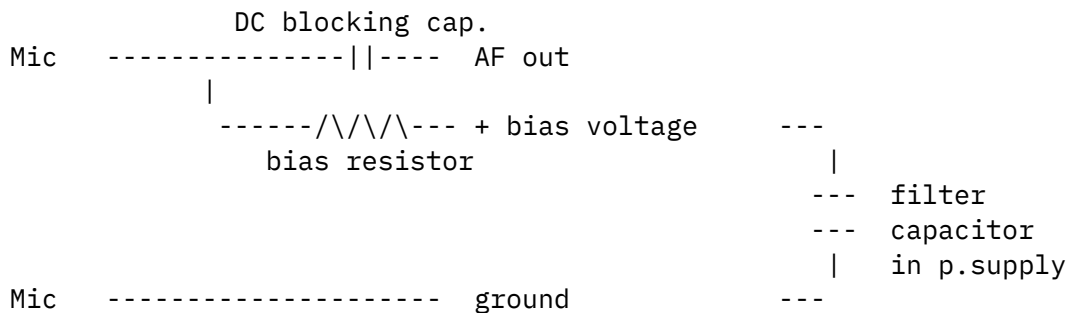 DC blocking cap.
Mic ---------------||---- AF out
|
------/\/\/\--- + bias voltage ---
bias resistor |
--- filter
--- capacitor
| in p.supply
Mic --------------------- ground ---